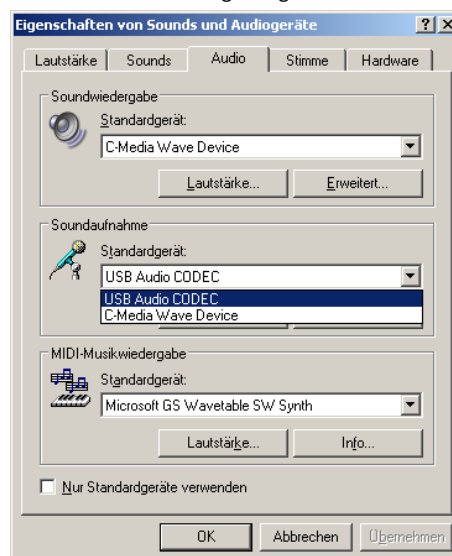 Eigenschaften von Sounds und Audiogeräte
Lautstärke Sounds Audio Stimme Hardware
Soundwiedergabe
Standardgerät:
C-Media Wave Device
Lautstärke... Erweitert...
Soundaufnahme
Standardgerät:
USB Audio CODEC
USB Audio CODEC
C-Media Wave Device
MIDI-Musikwiedergabe
Standardgerät:
Microsoft GS Wavetable SW Synth
Lautstärke... Info...
Nur Standardgeräte verwenden
OK Abbrechen Übernehmen